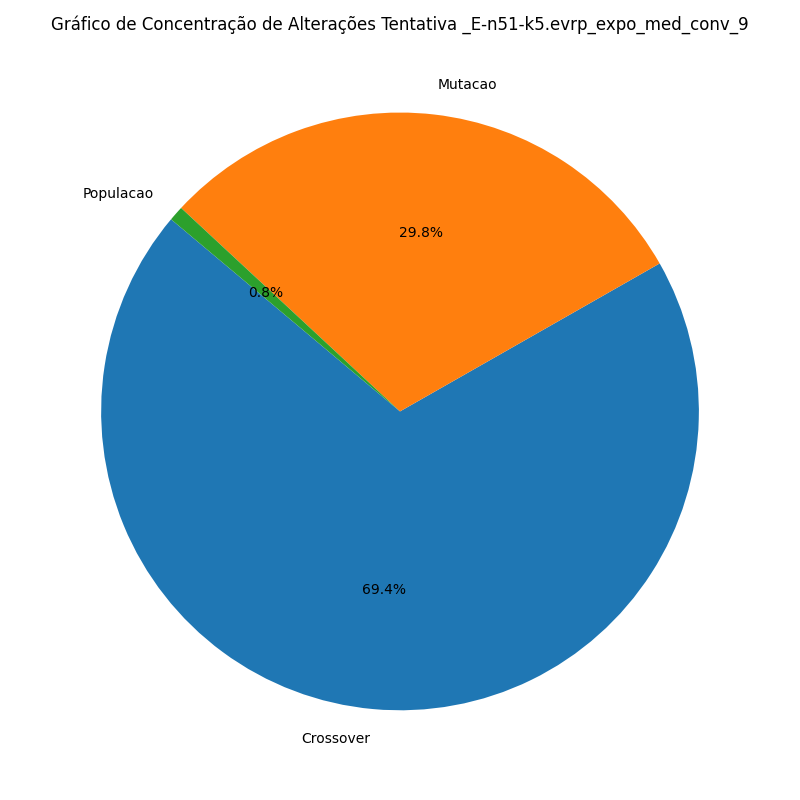 Gráfico de Concentração de Alterações Tentativa _E-n51-k5.evrp_expo_med_conv_9
Mutacao
Populacao
29.8%
0.8%
69.4%
Crossover